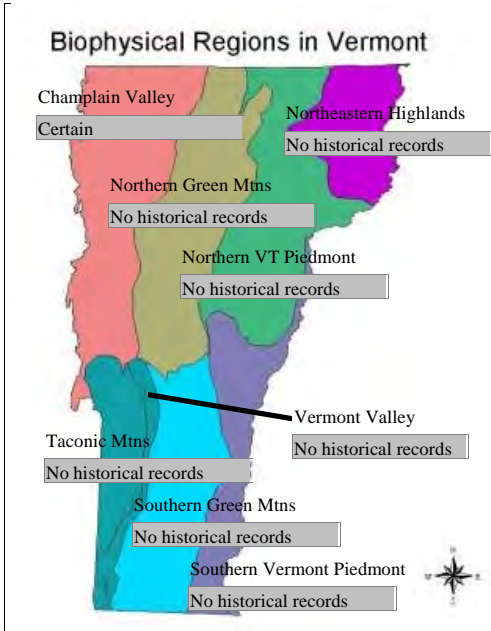 Biophysical Regions in Vermont
Champlain Valley
Certain
Northeastern Highlands
No historical records
Northern Green Mtns
No historical records
Northern VT Piedmont
No historical records
Vermont Valley
No historical records
Taconic Mtns
No historical records
Southern Green Mtns
No historical records
Southern Vermont Piedmont
No historical records